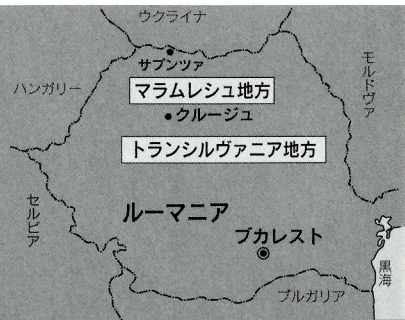 ウクライナ
サプンツァ
ハンガリー
マラムレシュ地方
モルドヴァ
クルージュ
トランシルヴァニア地方
セルビア
ルーマニア
ブカレスト
黒海
ブルガリア